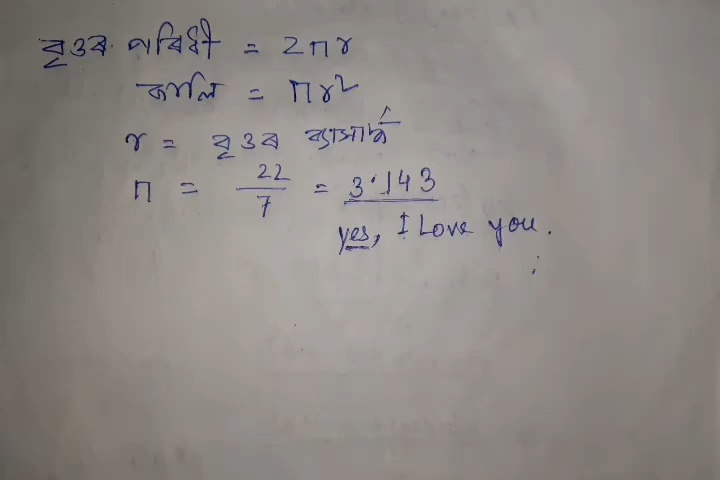 বৃত্তৰ পৰিধী = 2πr
কালি = πr²
r = বৃত্তৰ ব্যাসাৰ্দ্ধ
π = 22/7 = 3.143
yes, I Love you.